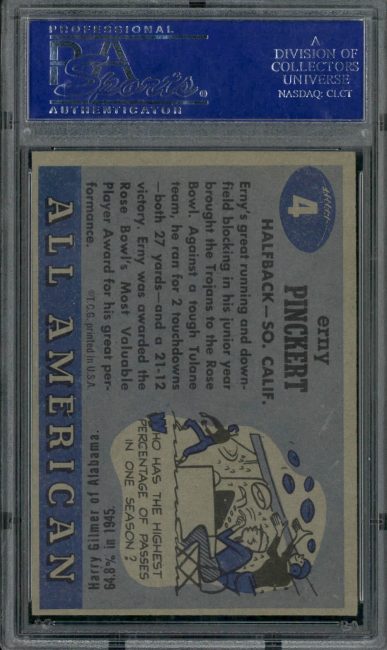 PROFESSIONAL
PSA
Sports
AUTHENTICATOR
A
DIVISION OF
COLLECTORS
UNIVERSE
NASDAQ: CLCT
4
erny
PINCKERT
HALFBACK—SO. CALIF.
Erny's great running and down-
field blocking in his junior year
brought the Trojans to the Rose
Bowl. Against a tough Tulane
team, he ran for 2 touchdowns
—both 27 yards—and a 21-12
victory. Erny was awarded the
Rose Bowl's Most Valuable
Player Award for his great per-
formance.
©T.C.G. printed in U.S.A.
WHO HAS THE HIGHEST
PERCENTAGE OF PASSES
IN ONE SEASON?
Harry Gilmer of Alabama.
64.8% in 1945.
ALL AMERICAN